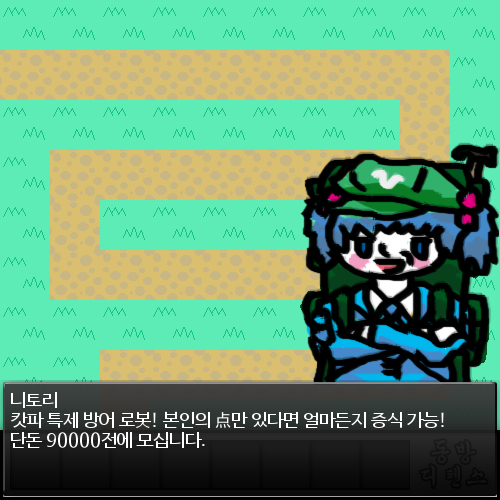 니토리
캇파 특제 방어 로봇! 본인의 点만 있다면 얼마든지 증식 가능!
단돈 90000전에 모십니다.
동방
디펜스